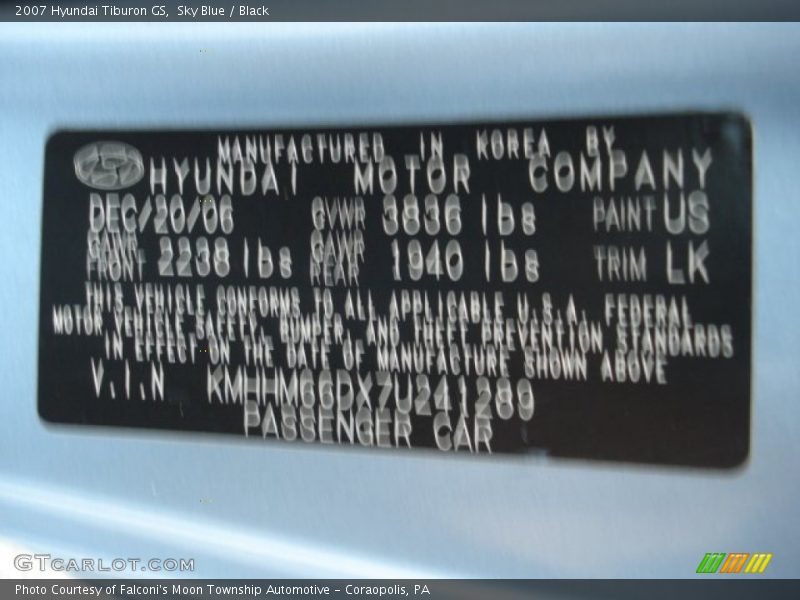 2007 Hyundai Tiburon GS, Sky Blue / Black
MANUFACTURED IN KOREA BY
HYUNDAI MOTOR COMPANY
DEC/20/06 GVWR 3836 lbs PAINT US
GAWR FRONT 2238 lbs GAWR REAR 1940 lbs TRIM LK
THIS VEHICLE CONFORMS TO ALL APPLICABLE U.S.A. FEDERAL
MOTOR VEHICLE SAFETY, BUMPER, AND THEFT PREVENTION STANDARDS
IN EFFECT ON THE DATE OF MANUFACTURE SHOWN ABOVE
V.I.N KMHHM66DX7U241289
PASSENGER CAR
GTCARLOT.COM
Photo Courtesy of Falconi's Moon Township Automotive - Coraopolis, PA